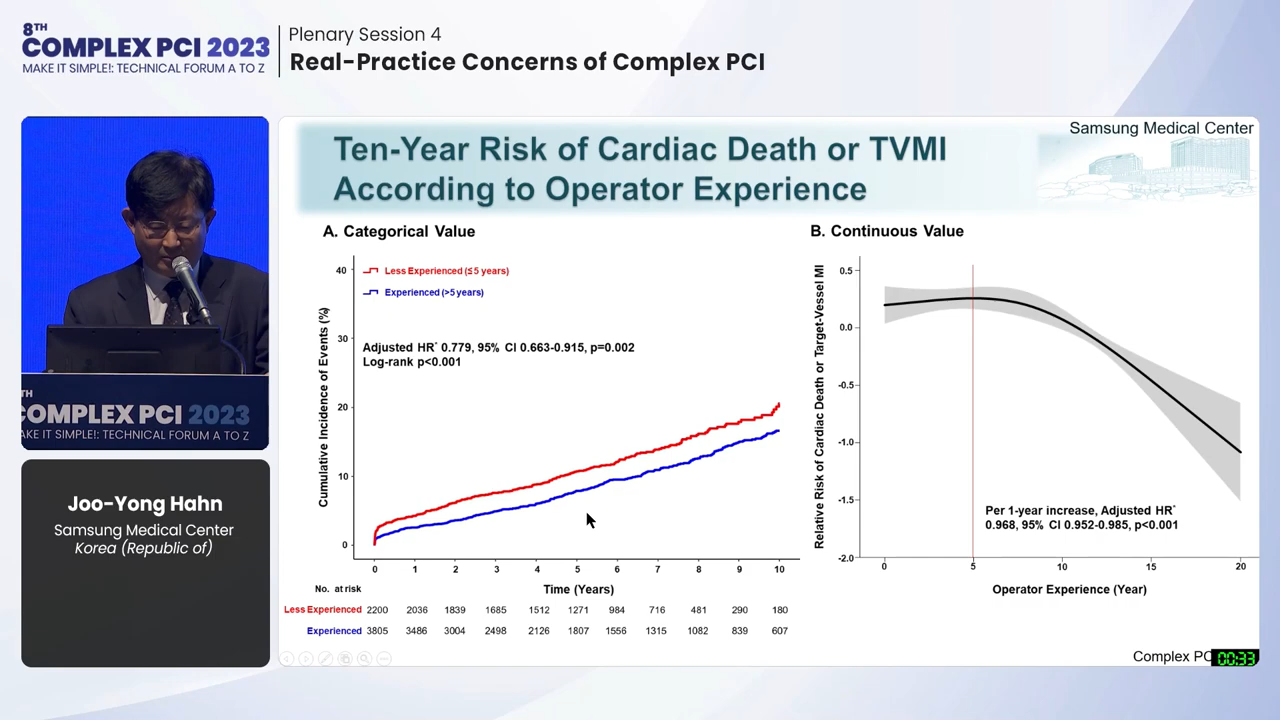 8TH
COMPLEX PCI 2023
MAKE IT SIMPLE!: TECHNICAL FORUM A TO Z
Plenary Session 4
Real-Practice Concerns of Complex PCI
TH
COMPLEX PCI 2023
AKE IT SIMPLE!: TECHNICAL FORUM A TO Z
Joo-Yong Hahn
Samsung Medical Center
Korea (Republic of)
Samsung Medical Center
Ten-Year Risk of Cardiac Death or TVMI
According to Operator Experience
A. Categorical Value
Cumulative Incidence of Events (%)
40
30
20
10
0
Less Experienced (≤5 years)
Experienced (>5 years)
Adjusted HR* 0.779, 95% CI 0.663-0.915, p=0.002
Log-rank p<0.001
0 1 2 3 4 5 6 7 8 9 10
No. at risk
Time (Years)
Less Experienced 2200 2036 1839 1685 1512 1271 984 716 481 290 180
Experienced 3805 3486 3004 2498 2126 1807 1556 1315 1082 839 607
B. Continuous Value
Relative Risk of Cardiac Death or Target-Vessel MI
0.5
0.0
-0.5
-1.0
-1.5
-2.0
Per 1-year increase, Adjusted HR*
0.968, 95% CI 0.952-0.985, p<0.001
0 5 10 15 20
Operator Experience (Year)
Complex PC
00:33